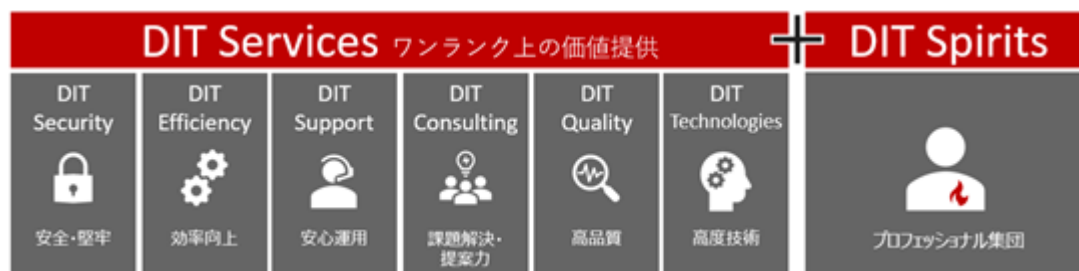 DIT Services ワンランク上の価値提供
+
DIT Spirits
DIT
Security
安全・堅牢
DIT
Efficiency
効率向上
DIT
Support
安心運用
DIT
Consulting
課題解決・
提案力
DIT
Quality
高品質
DIT
Technologies
高度技術
プロフェッショナル集団